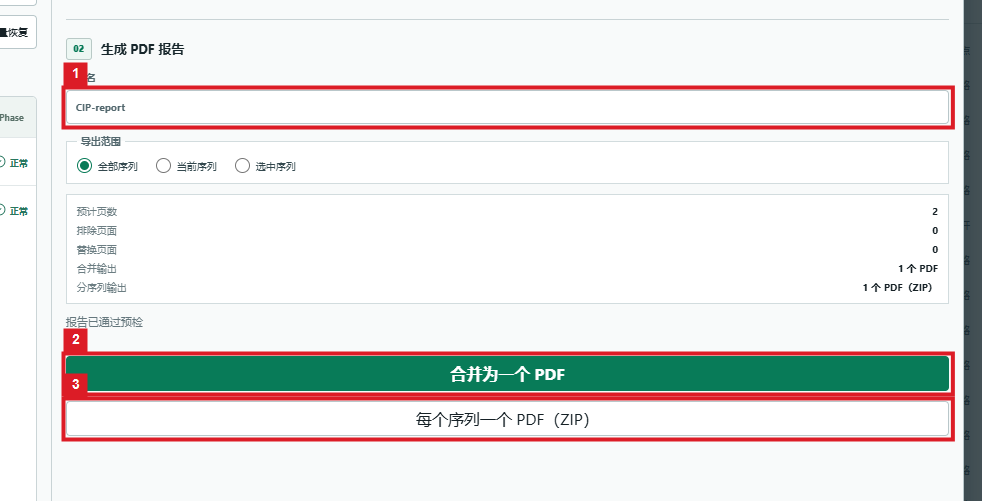 量恢复
02 生成 PDF 报告
1 名
CIP-report
Phase
导出范围
正常
全部序列 当前序列 选中序列
正常
预计页数 2
排除页面 0
替换页面 0
合并输出 1 个 PDF
分序列输出 1 个 PDF（ZIP）
报告已通过预检
2
合并为一个 PDF
3
每个序列一个 PDF（ZIP）